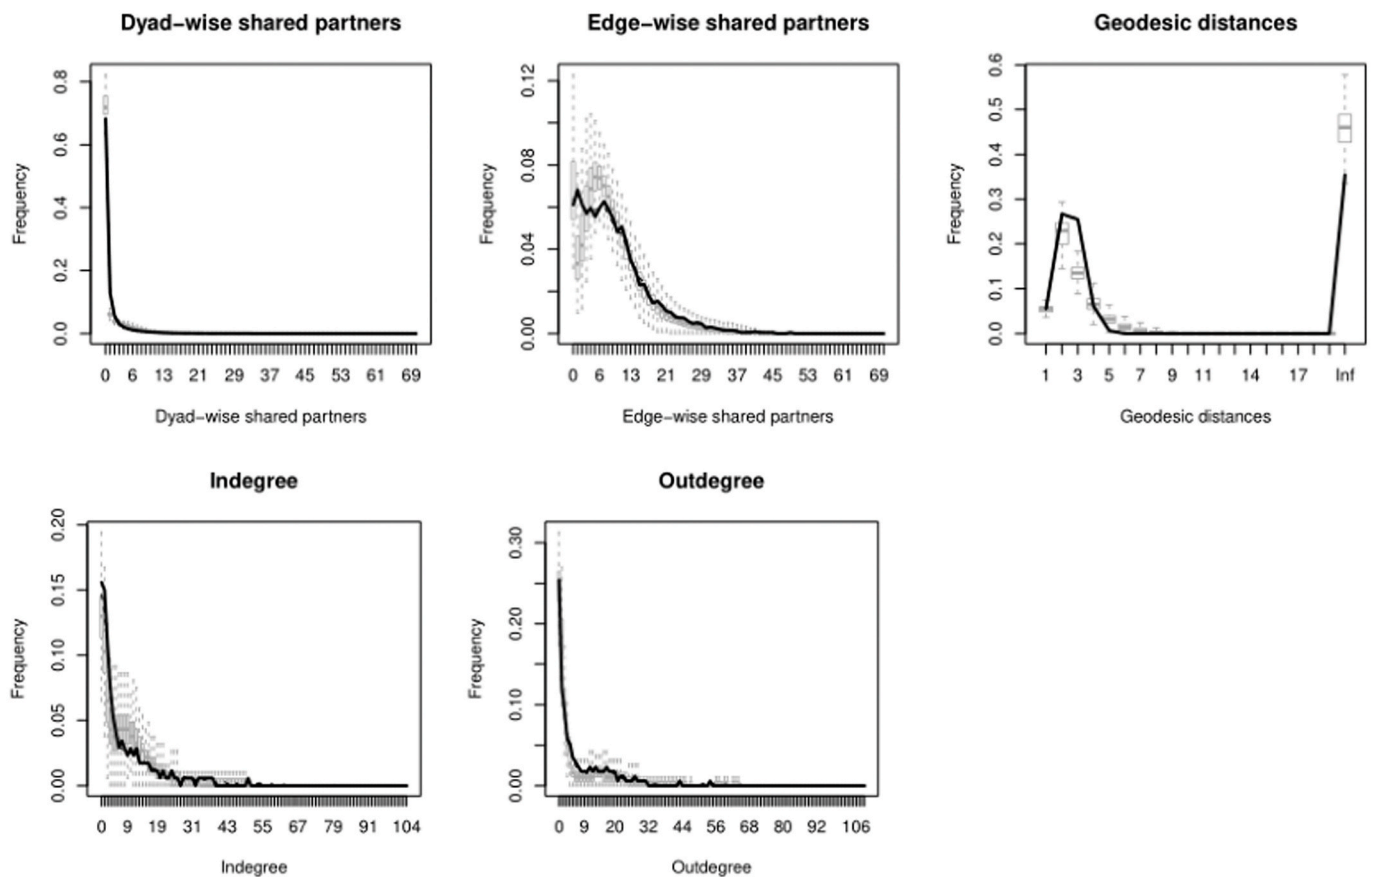 Dyad−wise shared partners
Edge−wise shared partners
Geodesic distances
Frequency
0.0 0.2 0.4 0.6 0.8
0 6 13 21 29 37 45 53 61 69
Dyad−wise shared partners
Frequency
0.00 0.04 0.08 0.12
0 6 13 21 29 37 45 53 61 69
Edge−wise shared partners
Frequency
0.0 0.1 0.2 0.3 0.4 0.5 0.6
1 3 5 7 9 11 14 17 Inf
Geodesic distances
Indegree
Outdegree
Frequency
0.00 0.05 0.10 0.15 0.20
0 9 19 31 43 55 67 79 91 104
Indegree
Frequency
0.00 0.10 0.20 0.30
0 9 20 32 44 56 68 80 92 106
Outdegree